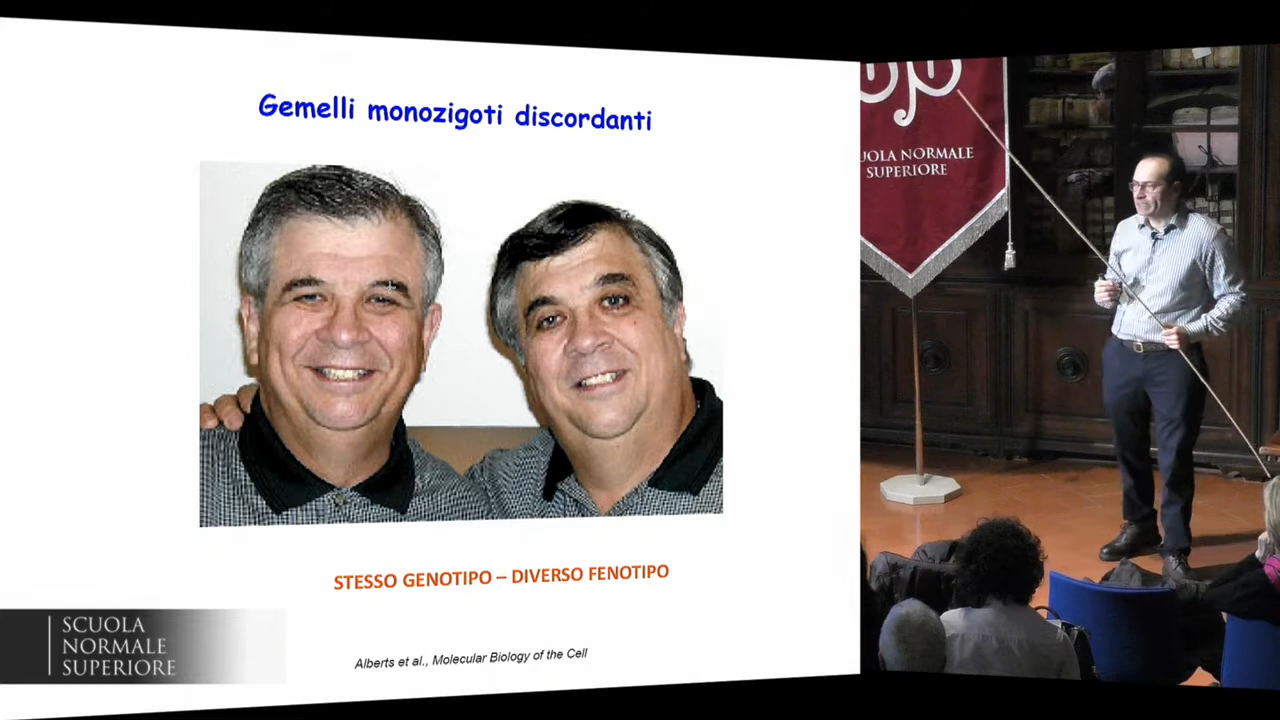 Gemelli monozigoti discordanti
STESSO GENOTIPO – DIVERSO FENOTIPO
Alberts et al., Molecular Biology of the Cell
SCUOLA
NORMALE
SUPERIORE
UOLA NORMALE
SUPERIORE